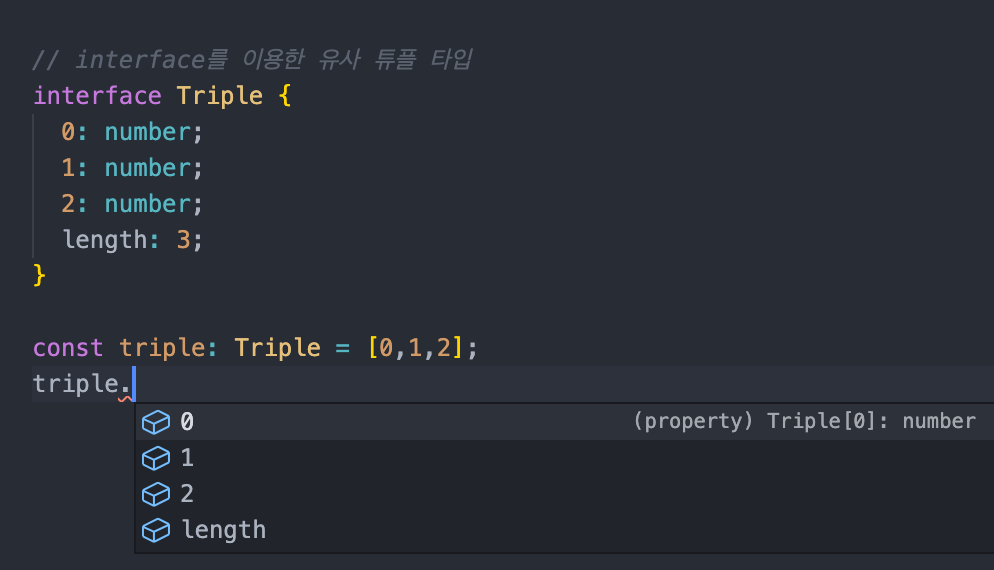 // interface를 이용한 유사 튜플 타입
interface Triple {
  0: number;
  1: number;
  2: number;
  length: 3;
}
const triple: Triple = [0,1,2];
triple.
0 (property) Triple[0]: number
1
2
length